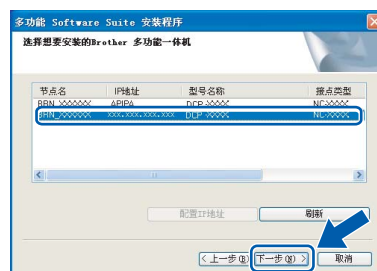 多功能 Software Suite 安装程序
选择想要安装的Brother 多功能一体机
节点名 IP地址 型号名称 接点类型
BRN_XXXXXX APIPA DCP-XXXX NC-XXXX
BRN_XXXXXX XXX.XXX.XXX.XXX DCP-XXXX NC-XXXX
配置IP地址 刷新
<上一步(B) 下一步(N) > 取消